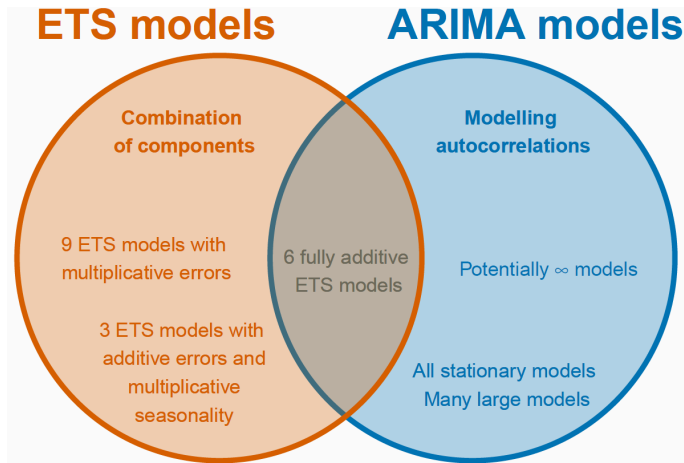 ETS models
ARIMA models
Combination
of components
9 ETS models with
multiplicative errors
3 ETS models with
additive errors and
multiplicative
seasonality
6 fully additive
ETS models
Modelling
autocorrelations
Potentially ∞ models
All stationary models
Many large models